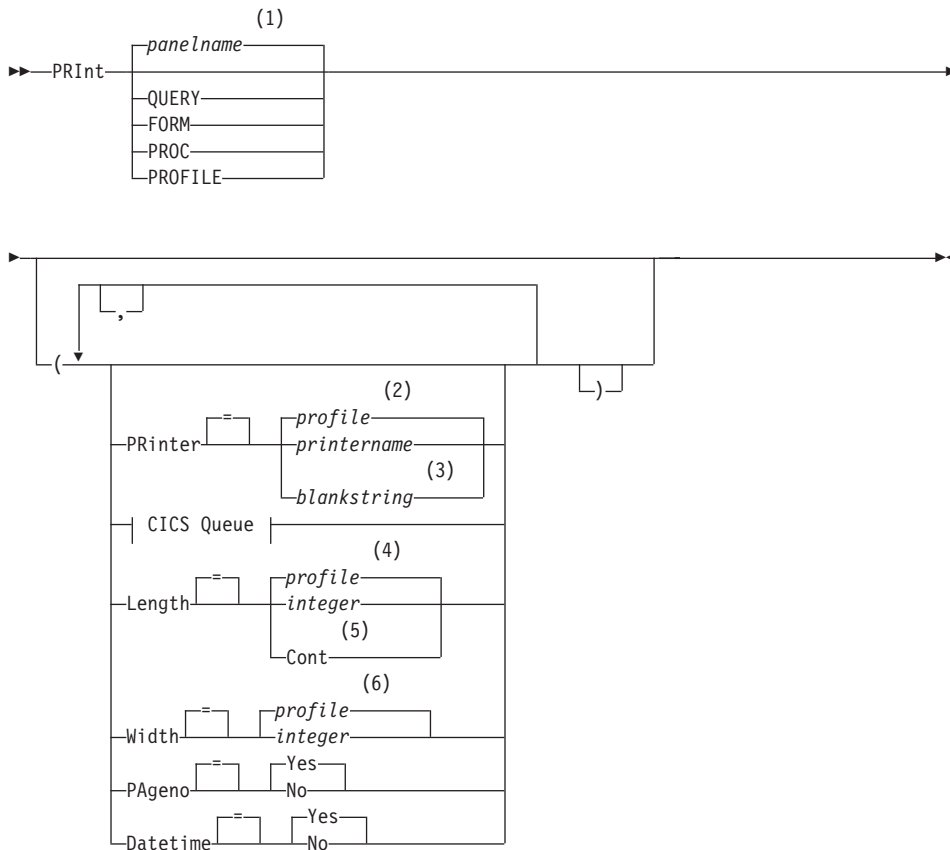 (1)
panelname
PRInt
QUERY
FORM
PROC
PROFILE
,
(
)
(2)
PRinter = profile
printername
(3)
blankstring
CICS Queue
(4)
Length = profile
integer
(5)
Cont
(6)
Width = profile
integer
PAgeno = Yes
No
Datetime = Yes
No